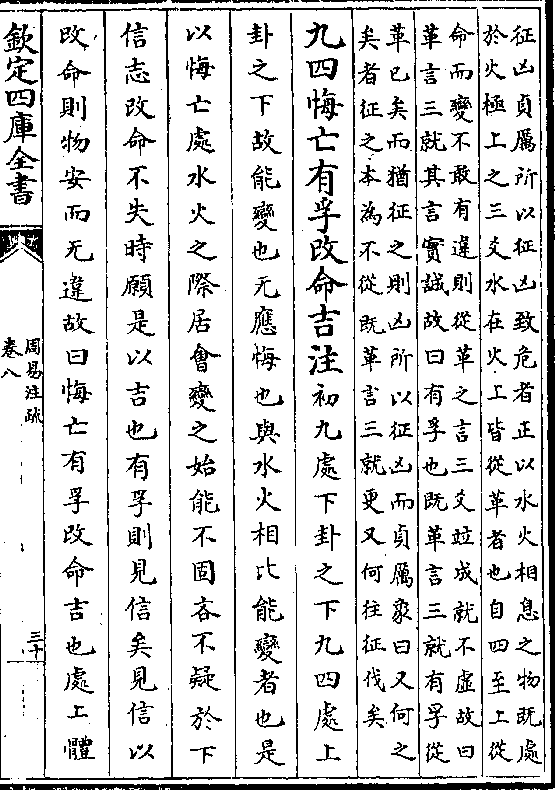 征凶貞厲所以征凶致危者正以水火相息之物既處
於火極上之三爻水在火上皆從革者也自四至上從
命而變不敢有違則從革之言三爻竝成就不虛故曰
革言三就其言實誠故曰有孚也既革言三就有孚從
革已矣而猶征之則凶所以征凶而貞厲象曰又何之
矣者征之本為不從既革言三就更又何往征伐矣
九四悔亡有孚改命吉注初九處下卦之下九四處上
卦之下故能變也无應悔也與水火相比能變者也是
以悔亡處水火之際居會變之始能不固吝不疑於下
信志改命不失時願是以吉也有孚則見信矣見信以
改命則物安而无違故曰悔亡有孚改命吉也處上體
欽定四庫全書
周易注疏
卷八
三十